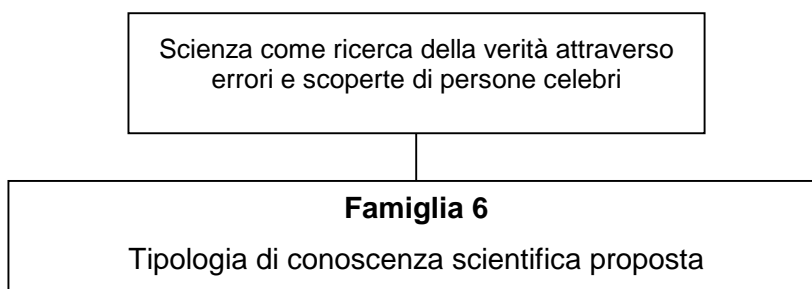 Scienza come ricerca della verità attraverso
errori e scoperte di persone celebri
Famiglia 6
Tipologia di conoscenza scientifica proposta